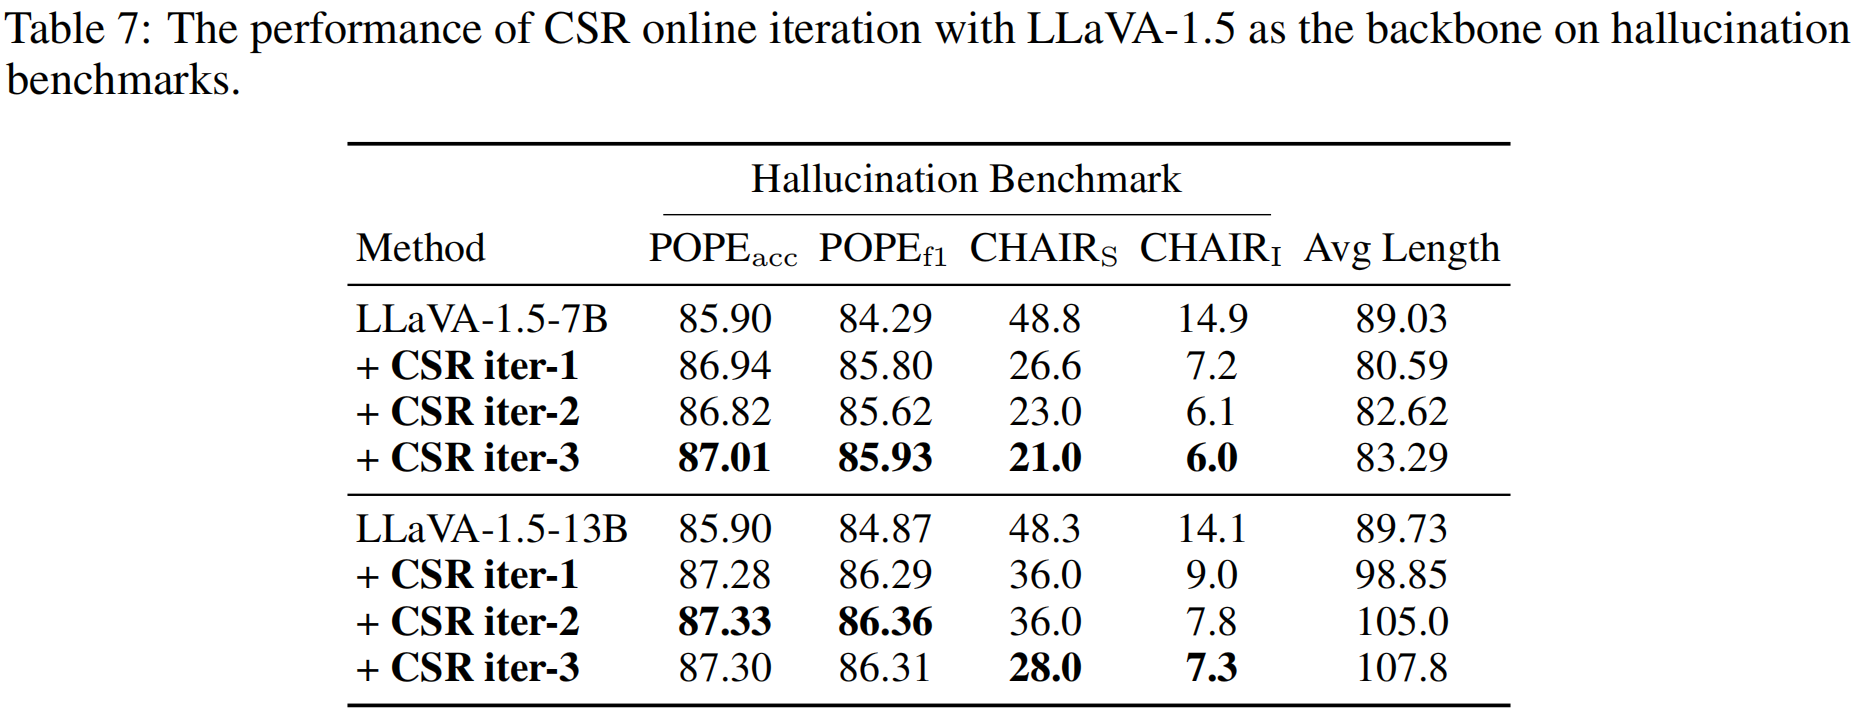 Table 7: The performance of CSR online iteration with LLaVA-1.5 as the backbone on hallucination
benchmarks.
Hallucination Benchmark
Method POPEacc POPEf1 CHAIRS CHAIRI Avg Length
LLaVA-1.5-7B 85.90 84.29 48.8 14.9 89.03
+ CSR iter-1 86.94 85.80 26.6 7.2 80.59
+ CSR iter-2 86.82 85.62 23.0 6.1 82.62
+ CSR iter-3 87.01 85.93 21.0 6.0 83.29
LLaVA-1.5-13B 85.90 84.87 48.3 14.1 89.73
+ CSR iter-1 87.28 86.29 36.0 9.0 98.85
+ CSR iter-2 87.33 86.36 36.0 7.8 105.0
+ CSR iter-3 87.30 86.31 28.0 7.3 107.8